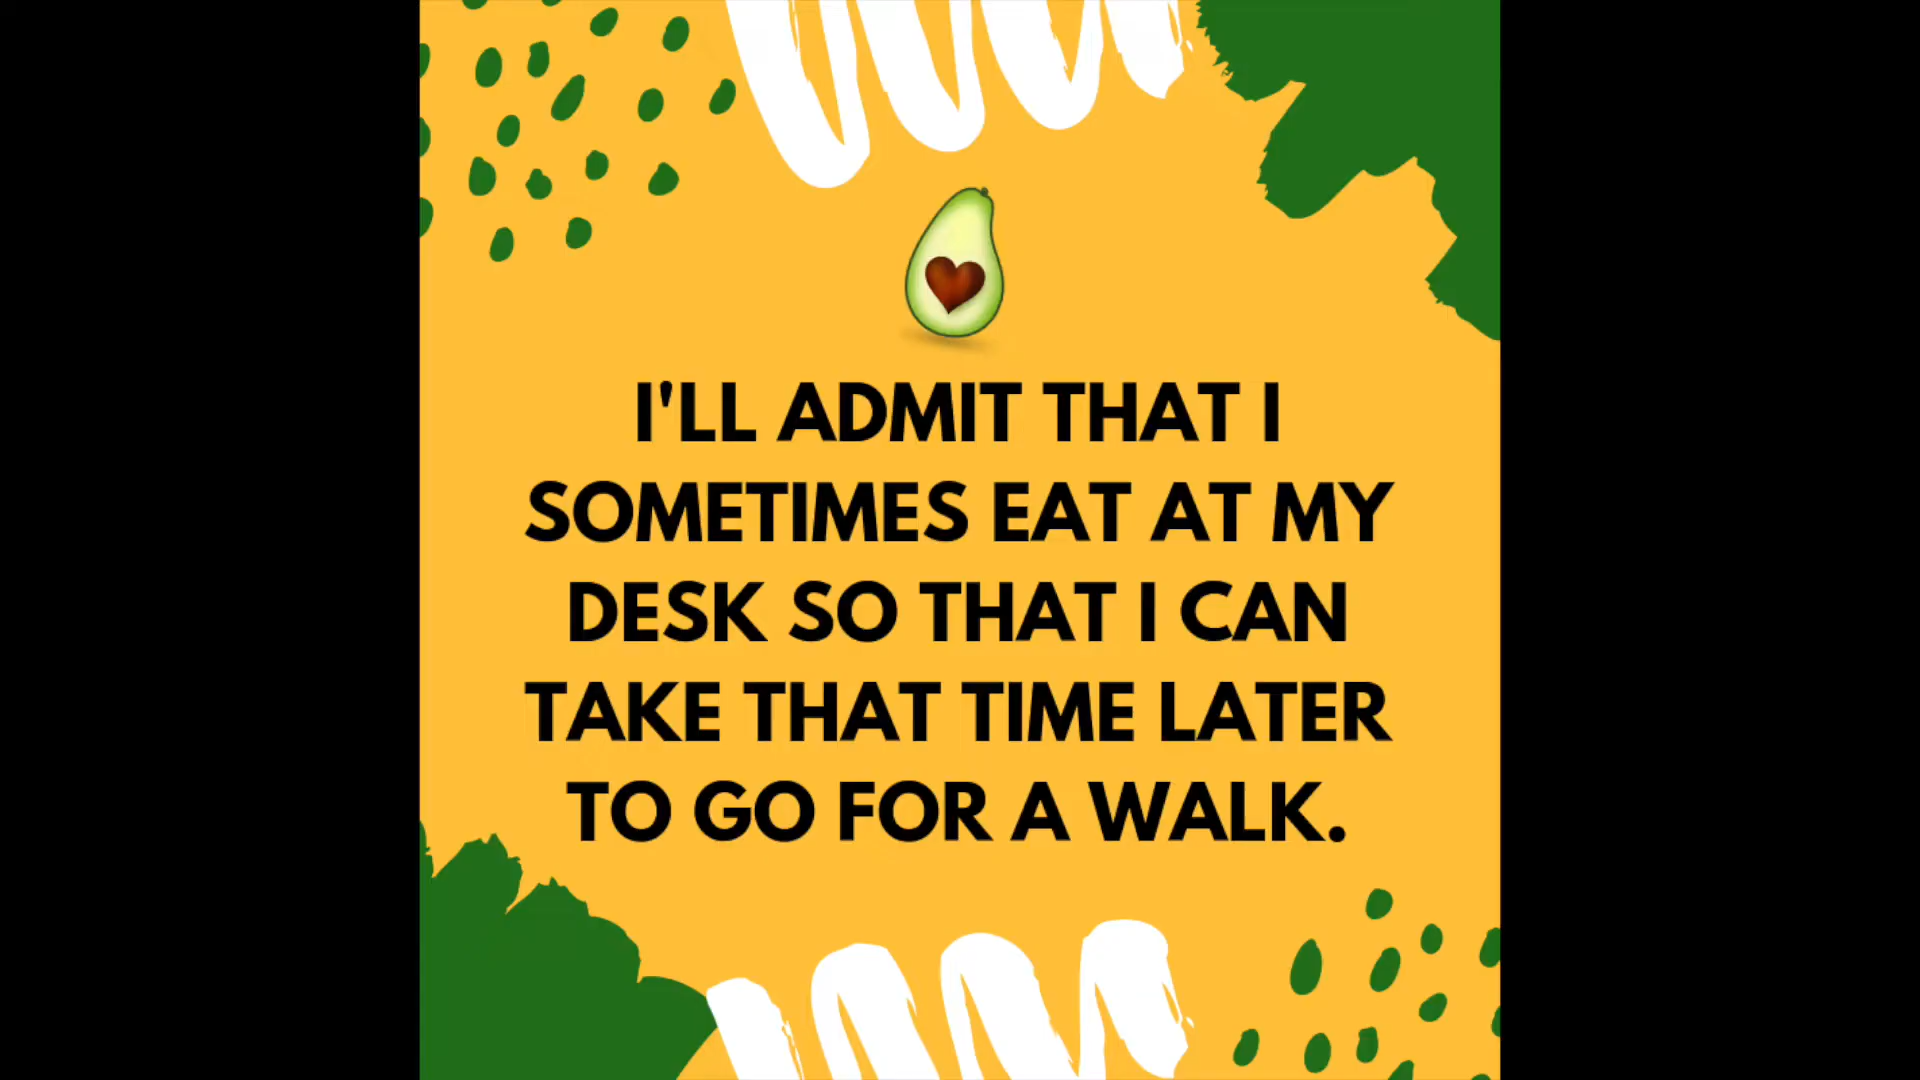 I'LL ADMIT THAT I
SOMETIMES EAT AT MY
DESK SO THAT I CAN
TAKE THAT TIME LATER
TO GO FOR A WALK.